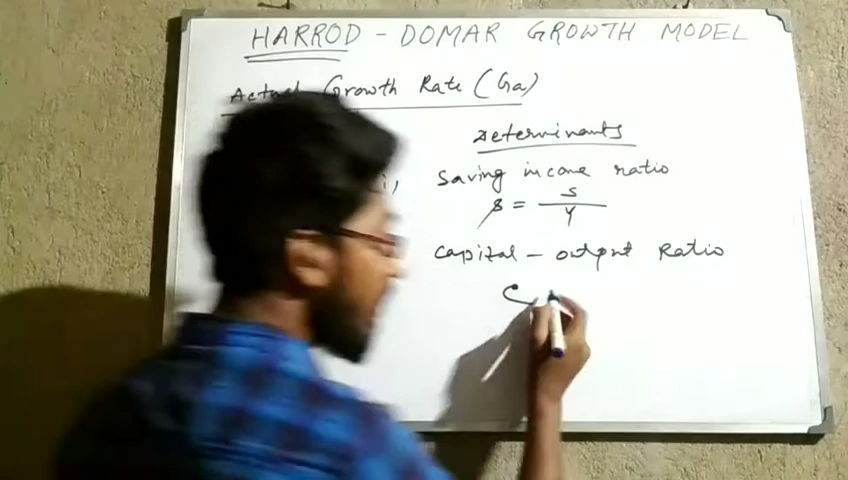 HARROD - DOMAR GROWTH MODEL
Actual Growth Rate (Ga)
Determinants
Saving income ratio
s = S / Y
Capital - output Ratio
C